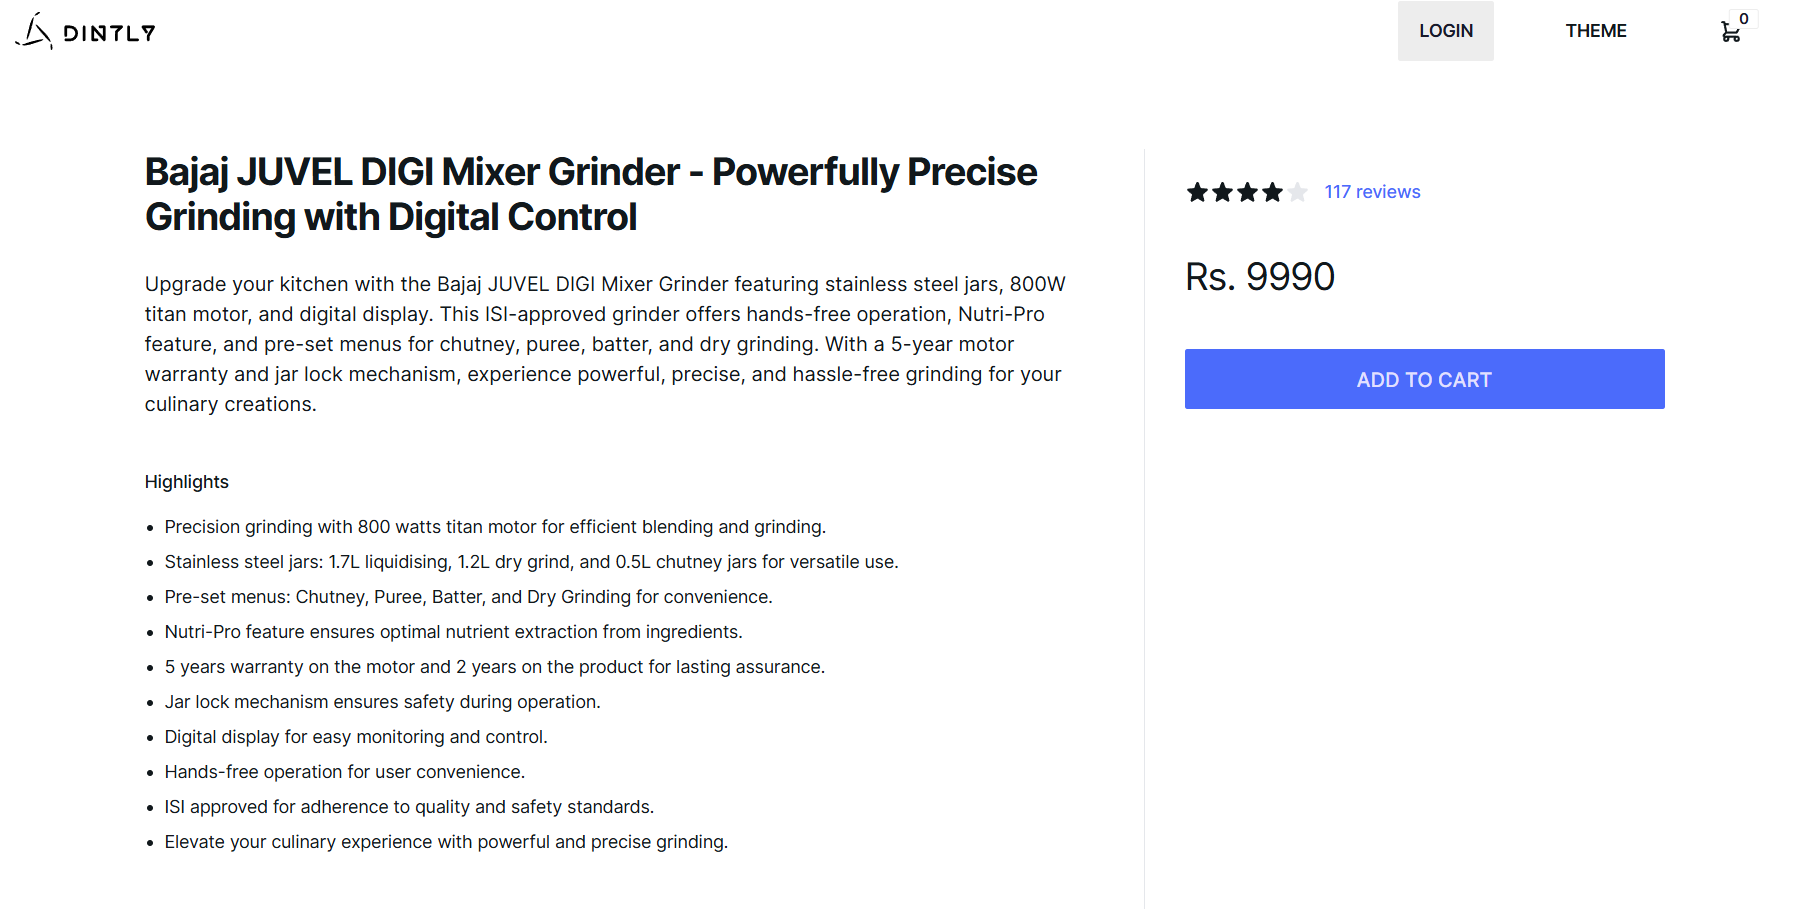 DINTLY
LOGIN
THEME
0
Bajaj JUVEL DIGI Mixer Grinder - Powerfully Precise
Grinding with Digital Control
Upgrade your kitchen with the Bajaj JUVEL DIGI Mixer Grinder featuring stainless steel jars, 800W
titan motor, and digital display. This ISI-approved grinder offers hands-free operation, Nutri-Pro
feature, and pre-set menus for chutney, puree, batter, and dry grinding. With a 5-year motor
warranty and jar lock mechanism, experience powerful, precise, and hassle-free grinding for your
culinary creations.
Highlights
• Precision grinding with 800 watts titan motor for efficient blending and grinding.
• Stainless steel jars: 1.7L liquidising, 1.2L dry grind, and 0.5L chutney jars for versatile use.
• Pre-set menus: Chutney, Puree, Batter, and Dry Grinding for convenience.
• Nutri-Pro feature ensures optimal nutrient extraction from ingredients.
• 5 years warranty on the motor and 2 years on the product for lasting assurance.
• Jar lock mechanism ensures safety during operation.
• Digital display for easy monitoring and control.
• Hands-free operation for user convenience.
• ISI approved for adherence to quality and safety standards.
• Elevate your culinary experience with powerful and precise grinding.
117 reviews
Rs. 9990
ADD TO CART